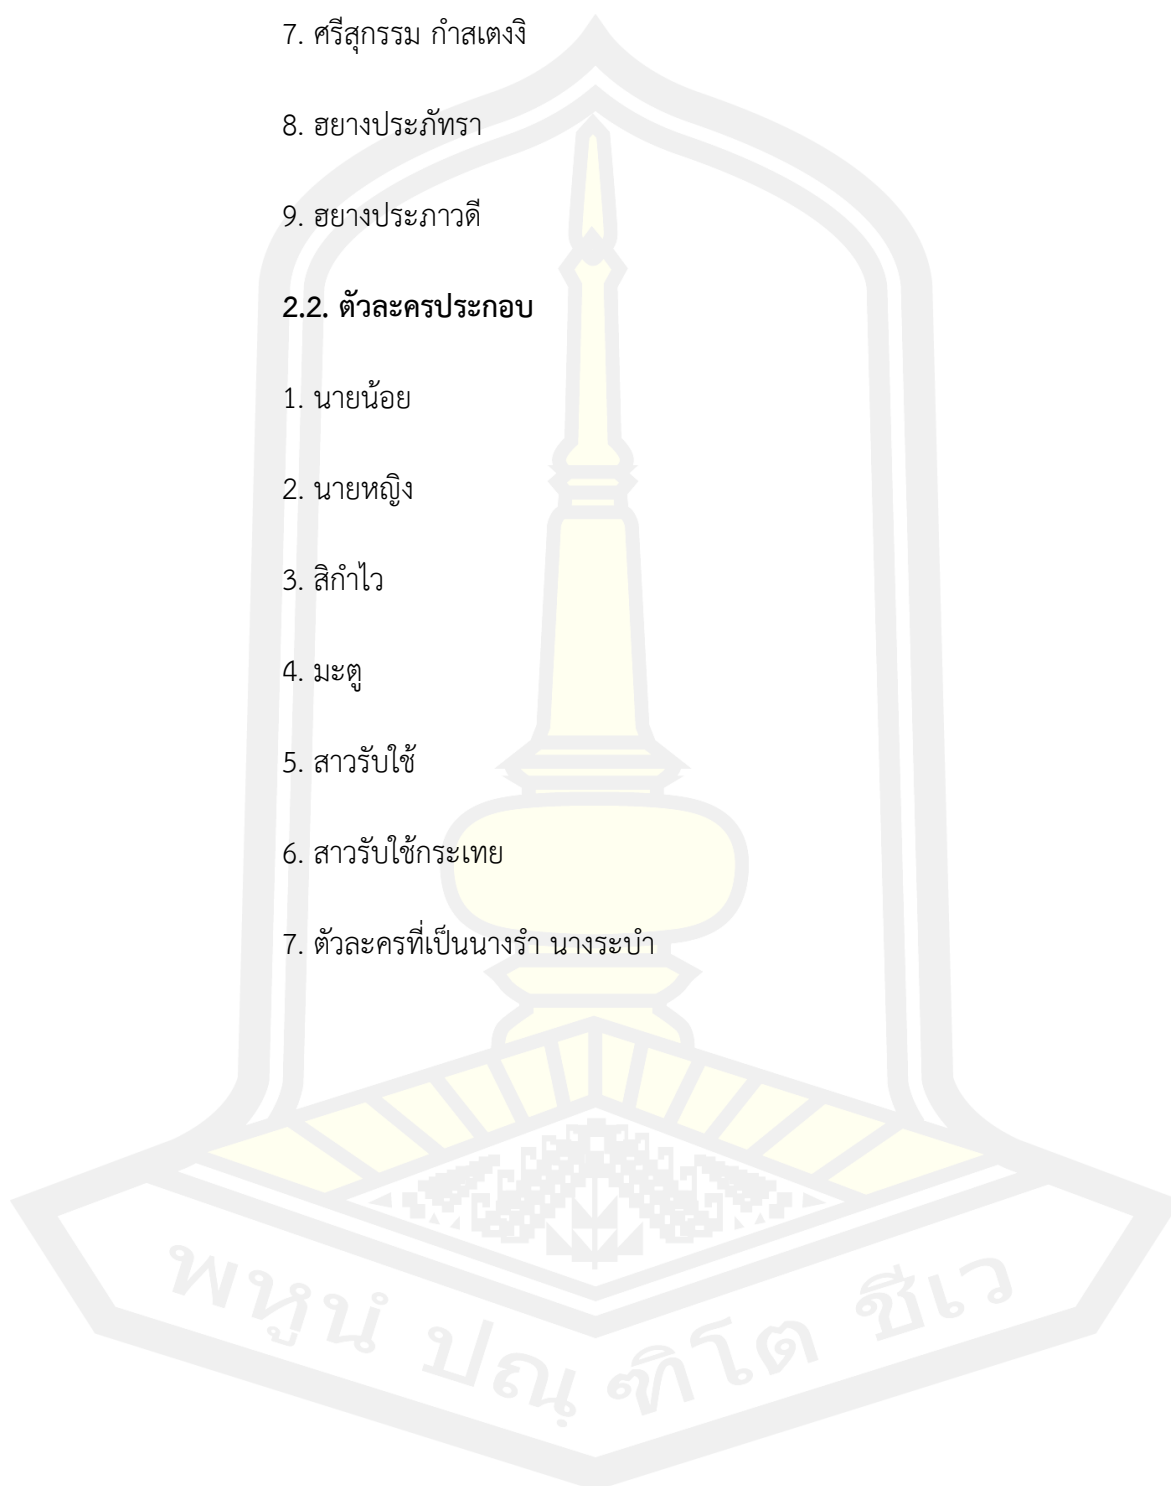 7. ศรีสุกรรม กำสเตงงิ
8. ฮยางประภัทรา
9. ฮยางประภาวดี
2.2. ตัวละครประกอบ
1. นายน้อย
2. นายหญิง
3. สิกำไว
4. มะตู
5. สาวรับใช้
6. สาวรับใช้กระเทย
7. ตัวละครที่เป็นนางรำ นางระบำ
พหูนํ ปณฺฑิโต ชีเว